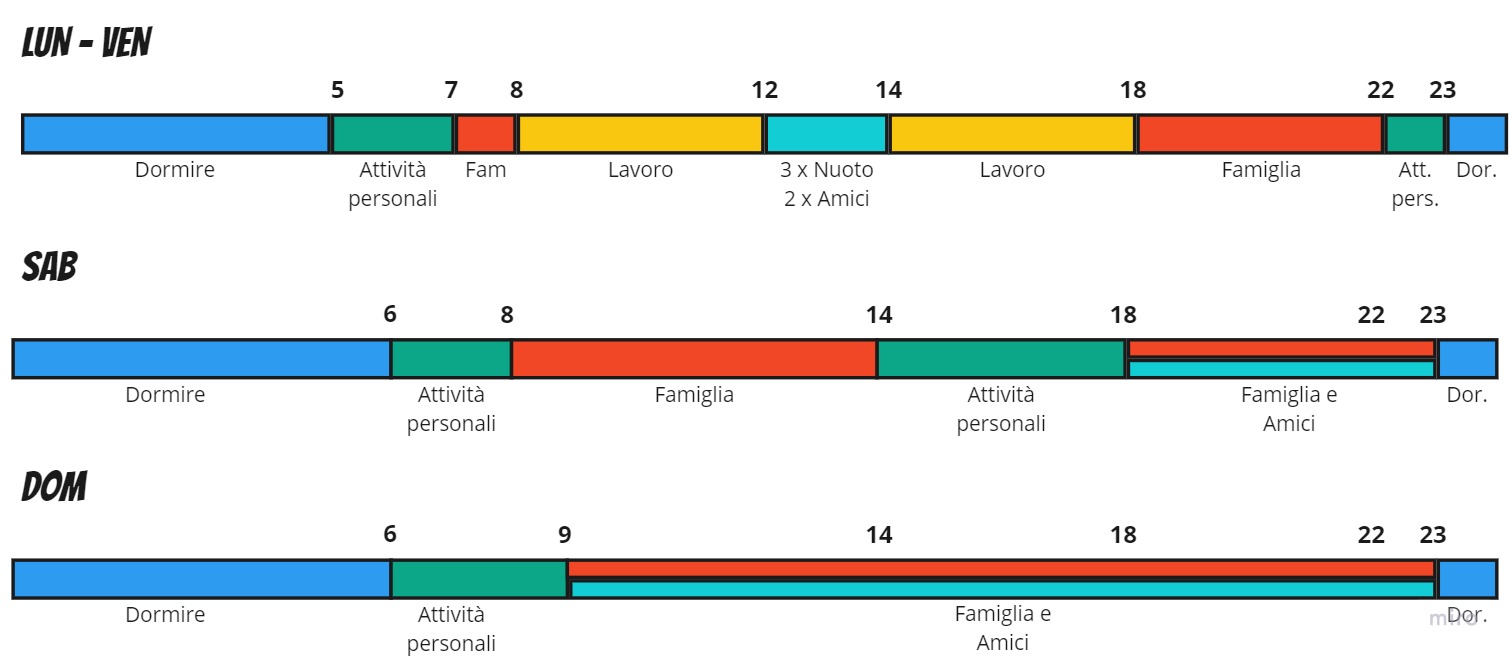 LUN - VEN
5 7 8 12 14 18 22 23
Dormire Attività Fam Lavoro 3 x Nuoto Lavoro Famiglia Att. Dor.
personali 2 x Amici pers.
SAB
6 8 14 18 22 23
Dormire Attività Famiglia Attività Famiglia e Dor.
personali personali Amici
DOM
6 9 14 18 22 23
Dormire Attività Famiglia e Dor.
personali Amici
miro